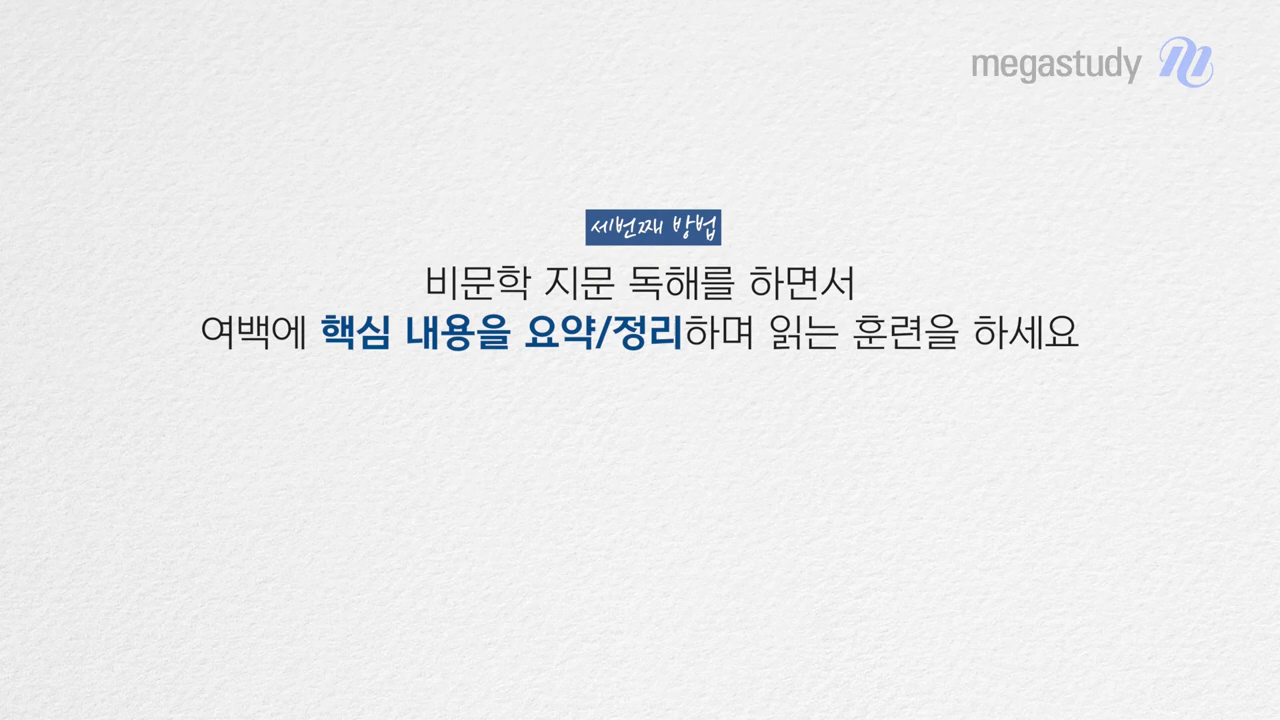 megastudy
세번째 방법
비문학 지문 독해를 하면서
여백에 핵심 내용을 요약/정리하며 읽는 훈련을 하세요